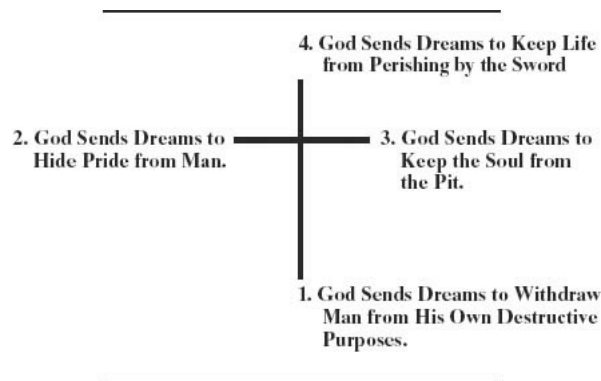 4. God Sends Dreams to Keep Life
from Perishing by the Sword
2. God Sends Dreams to
Hide Pride from Man.
3. God Sends Dreams to
Keep the Soul from
the Pit.
1. God Sends Dreams to Withdraw
Man from His Own Destructive
Purposes.